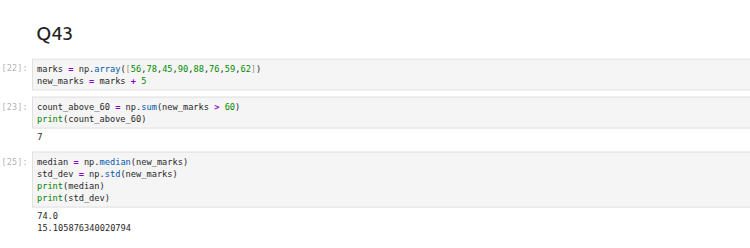 Q43
[22]:
marks = np.array([56,78,45,90,88,76,59,62])
new_marks = marks + 5
[23]:
count_above_60 = np.sum(new_marks > 60)
print(count_above_60)
7
[25]:
median = np.median(new_marks)
std_dev = np.std(new_marks)
print(median)
print(std_dev)
74.0
15.105876340020794